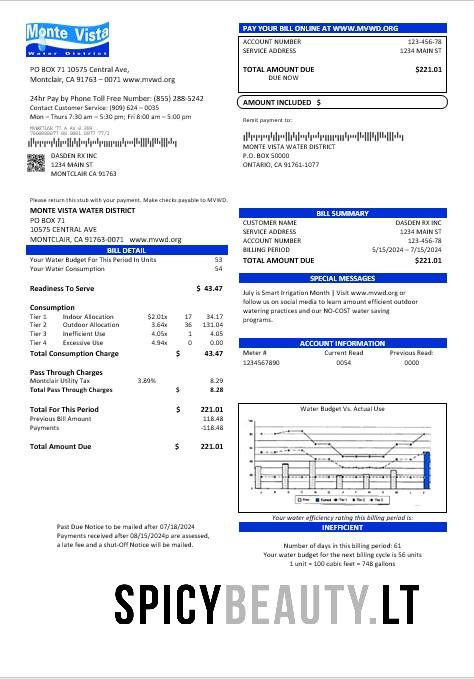 Monte Vista
Water District
PO BOX 71 10575 Central Ave,
Montclair, CA 91763 – 0071 www.mvwd.org
24hr Pay by Phone Toll Free Number: (855) 288-5242
Contact Customer Service: (909) 624 – 0035
Mon – Thurs 7:30 am – 5:30 pm; Fri 8:00 am – 5:00 pm
DASDEN RX INC
1234 MAIN ST
MONTCLAIR CA 91763
PAY YOUR BILL ONLINE AT WWW.MVWD.ORG
ACCOUNT NUMBER 123-456-78
SERVICE ADDRESS 1234 MAIN ST
TOTAL AMOUNT DUE $221.01
DUE NOW
AMOUNT INCLUDED $
Remit payment to:
MONTE VISTA WATER DISTRICT
P.O. BOX 50000
ONTARIO, CA 91761-1077
Please return this stub with your payment. Make checks payable to MVWD.
MONTE VISTA WATER DISTRICT
PO BOX 71
10575 CENTRAL AVE
MONTCLAIR, CA 91763-0071 www.mvwd.org
BILL DETAIL
Your Water Budget For This Period In Units 53
Your Water Consumption 54
Readiness To Serve $ 43.47
Consumption
Tier 1 Indoor Allocation $2.01x 17 34.17
Tier 2 Outdoor Allocation 3.64x 36 131.04
Tier 3 Inefficient Use 4.05x 1 4.05
Tier 4 Excessive Use 4.94x 0 0.00
Total Consumption Charge $ 43.47
Pass Through Charges
Montclair Utility Tax 3.89% 8.29
Total Pass Through Charges $ 8.28
Total For This Period $ 221.01
Previous Bill Amount 118.48
Payments -118.48
Total Amount Due $ 221.01
Past Due Notice to be mailed after 07/18/2024
Payments received after 08/15/2024p are assessed,
a late fee and a shut-Off Notice will be mailed.
BILL SUMMARY
CUSTOMER NAME DASDEN RX INC
SERVICE ADDRESS 1234 MAIN ST
ACCOUNT NUMBER 123-456-78
BILLING PERIOD 5/15/2024 – 7/15/2024
TOTAL AMOUNT DUE $221.01
SPECIAL MESSAGES
July is Smart Irrigation Month | Visit www.mvwd.org or
follow us on social media to learn amount efficient outdoor
watering practices and our NO-COST water saving
programs.
ACCOUNT INFORMATION
Meter # Current Read Previous Read:
1234567890 0054 0000
Water Budget Vs. Actual Use
Your water efficiency rating this billing period is:
INEFFICIENT
Number of days in this billing period: 61
Your water budget for the next billing cycle is 56 units
1 unit = 100 cubic feet = 748 gallons
SPICYBEAUTY.LT